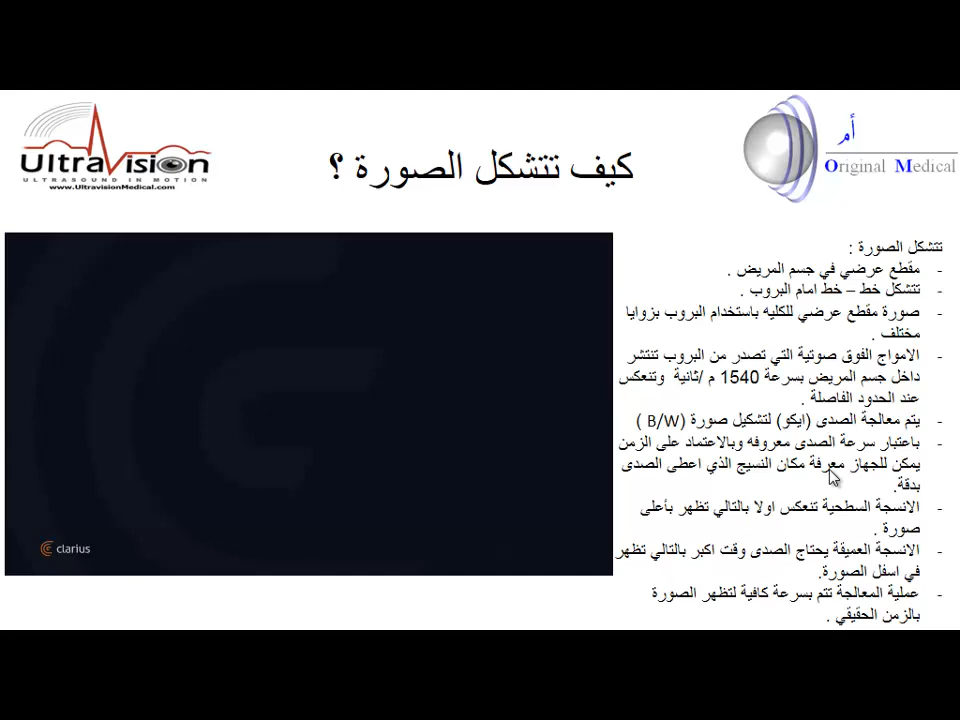 UltraVision
ULTRASOUND IN MOTION
www.UltravisionMedical.com
كيف تتشكل الصورة ؟
أم
Original Medical
تتشكل الصورة :
- مقطع عرضي في جسم المريض .
- تتشكل خط – خط امام البروب .
- صورة مقطع عرضي للكليه باستخدام البروب بزوايا
مختلف .
- الامواج الفوق صوتية التي تصدر من البروب تنتشر
داخل جسم المريض بسرعة 1540 م /ثانية وتنعكس
عند الحدود الفاصلة .
- يتم معالجة الصدى (ايكو) لتشكيل صورة (B/W )
- باعتبار سرعة الصدى معروفه وبالاعتماد على الزمن
يمكن للجهاز معرفة مكان النسيج الذي اعطى الصدى
بدقة.
- الانسجة السطحية تنعكس اولا بالتالي تظهر بأعلى
صورة .
- الانسجة العميقة يحتاج الصدى وقت اكبر بالتالي تظهر
في اسفل الصورة.
- عملية المعالجة تتم بسرعة كافية لتظهر الصورة
بالزمن الحقيقي .
clarius